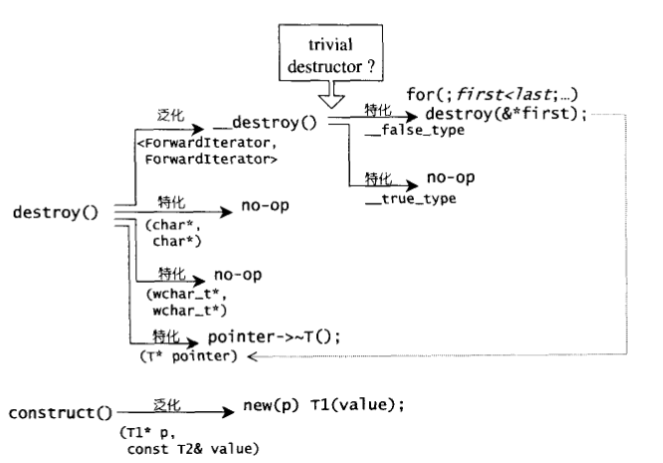 trivial
destructor ?
for(;first<last;…)
泛化
__destroy()
特化
destroy(&*first);
<ForwardIterator,
ForwardIterator>
__false_type
特化
no-op
__true_type
destroy()
特化
no-op
(char*,
char*)
特化
no-op
(wchar_t*,
wchar_t*)
特化
pointer->~T();
(T* pointer)
construct()
泛化
new(p) T1(value);
(T1* p,
const T2& value)